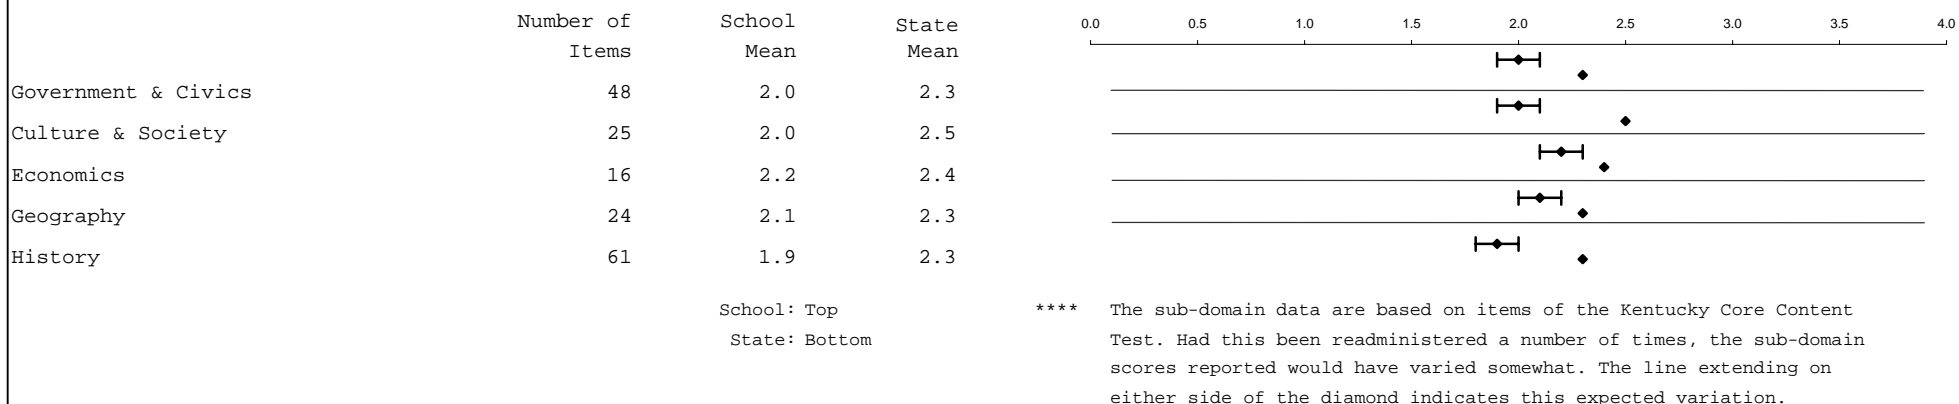 Number of School State 0.0 0.5 1.0 1.5 2.0 2.5 3.0 3.5 4.0
Items Mean Mean
Government & Civics 48 2.0 2.3
Culture & Society 25 2.0 2.5
Economics 16 2.2 2.4
Geography 24 2.1 2.3
History 61 1.9 2.3
School: Top **** The sub-domain data are based on items of the Kentucky Core Content
State: Bottom Test. Had this been readministered a number of times, the sub-domain
scores reported would have varied somewhat. The line extending on
either side of the diamond indicates this expected variation.